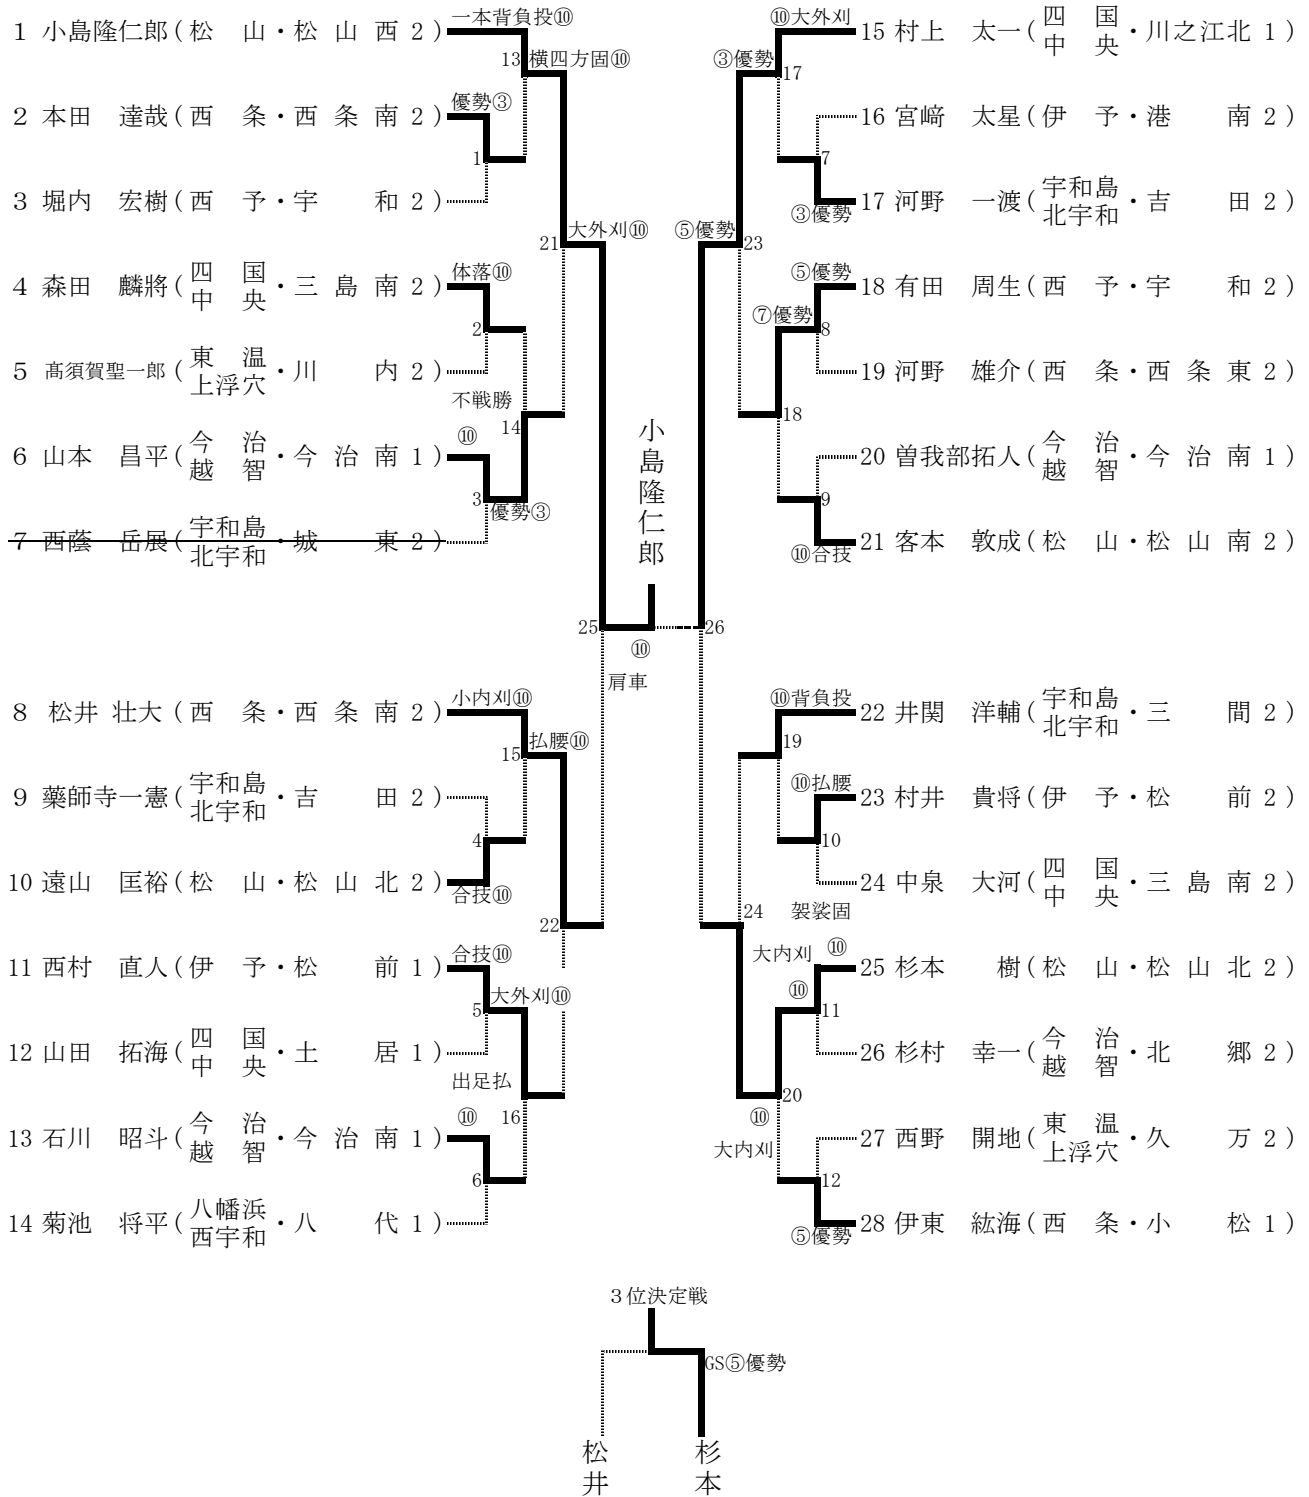 1 小島隆仁郎(松 山・松山西 2) 一本背負投⑩
13 横四方固⑩
2 本田 達哉(西 条・西条南 2) 優勢③
1
3 堀内 宏樹(西 予・宇 和 2)
21 大外刈⑩
4 森田 麟將(四国中央・三島南 2) 体落⑩
2
5 髙須賀聖一郎(東温上浮穴・川 内 2)
不戦勝
14
6 山本 昌平(今治越智・今治南 1) ⑩
3 優勢③
7 西蔭 岳展(宇和島北宇和・城 東 2)
8 松井 壮大(西 条・西条南 2) 小内刈⑩
15 払腰⑩
9 藥師寺一憲(宇和島北宇和・吉 田 2)
4
10 遠山 匡裕(松 山・松山北 2) 合技⑩
22
11 西村 直人(伊 予・松 前 1) 合技⑩
5 大外刈⑩
12 山田 拓海(四国中央・土 居 1)
出足払
16
13 石川 昭斗(今治越智・今治南 1) ⑩
6
14 菊池 将平(八幡浜西宇和・八 代 1)
小島隆仁郎
25 26
⑩
肩車
⑩大外刈 15 村上 太一(四国中央・川之江北 1)
③優勢 17
16 宮﨑 太星(伊 予・港 南 2)
7
③優勢 17 河野 一渡(宇和島北宇和・吉 田 2)
⑤優勢 23
⑤優勢 18 有田 周生(西 予・宇 和 2)
⑦優勢 8
19 河野 雄介(西 条・西条東 2)
18
20 曽我部拓人(今治越智・今治南 1)
9
⑩合技 21 客本 敦成(松 山・松山南 2)
⑩背負投 22 井関 洋輔(宇和島北宇和・三 間 2)
19
⑩払腰 23 村井 貴将(伊 予・松 前 2)
10
24 中泉 大河(四国中央・三島南 2)
24 袈裟固
大内刈 ⑩ 25 杉本 樹(松 山・松山北 2)
⑩ 11
26 杉村 幸一(今治越智・北 郷 2)
⑩ 20
大内刈 27 西野 開地(東温上浮穴・久 万 2)
12
⑤優勢 28 伊東 紘海(西 条・小 松 1)
３位決定戦
GS⑤優勢
松井
杉本